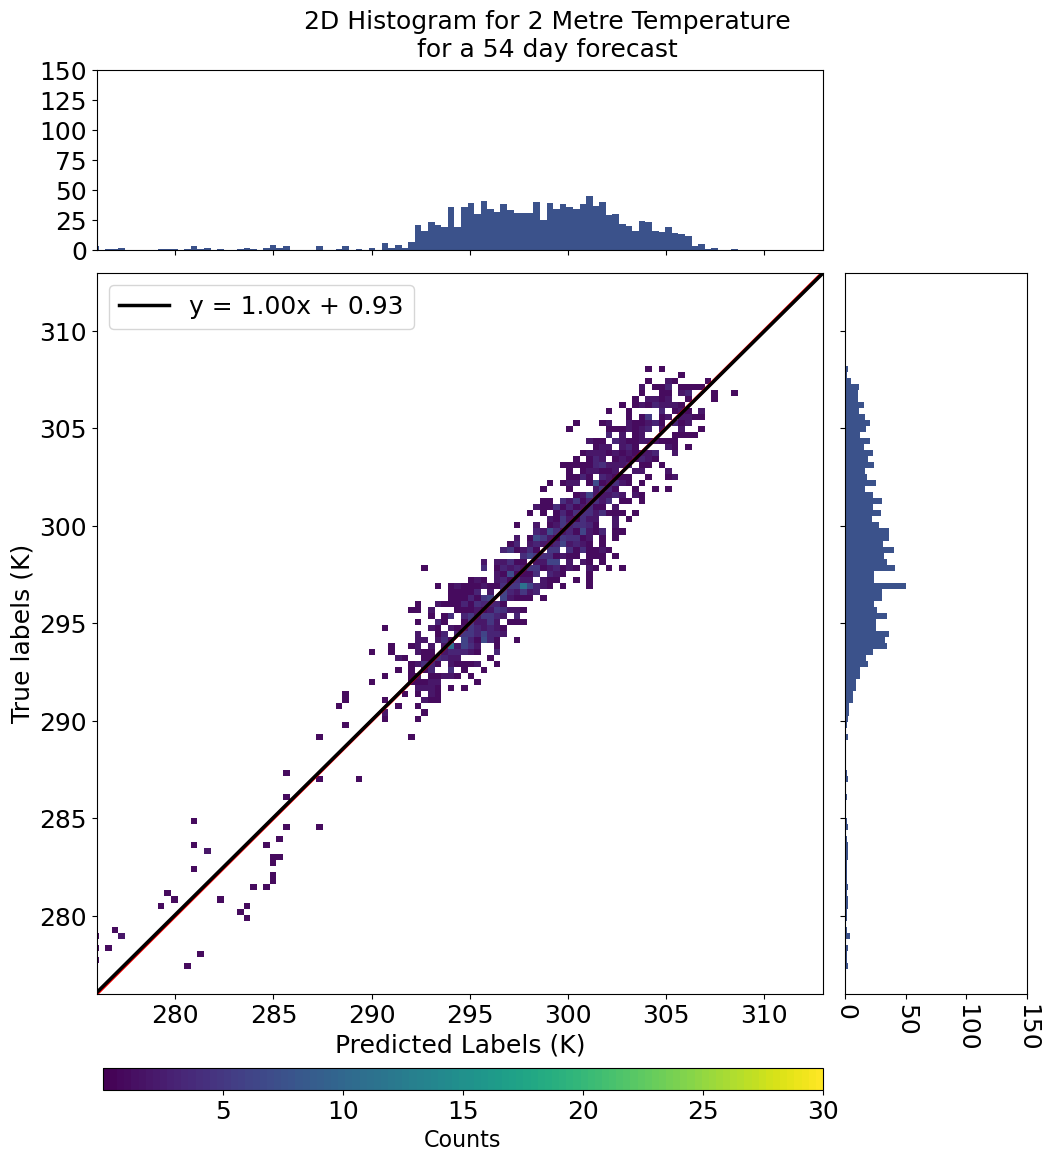 2D Histogram for 2 Metre Temperature
for a 54 day forecast
150
125
100
75
50
25
0
y = 1.00x + 0.93
310
305
300
295
290
285
280
True labels (K)
280 285 290 295 300 305 310
Predicted Labels (K)
0 50 100 150
5 10 15 20 25 30
Counts